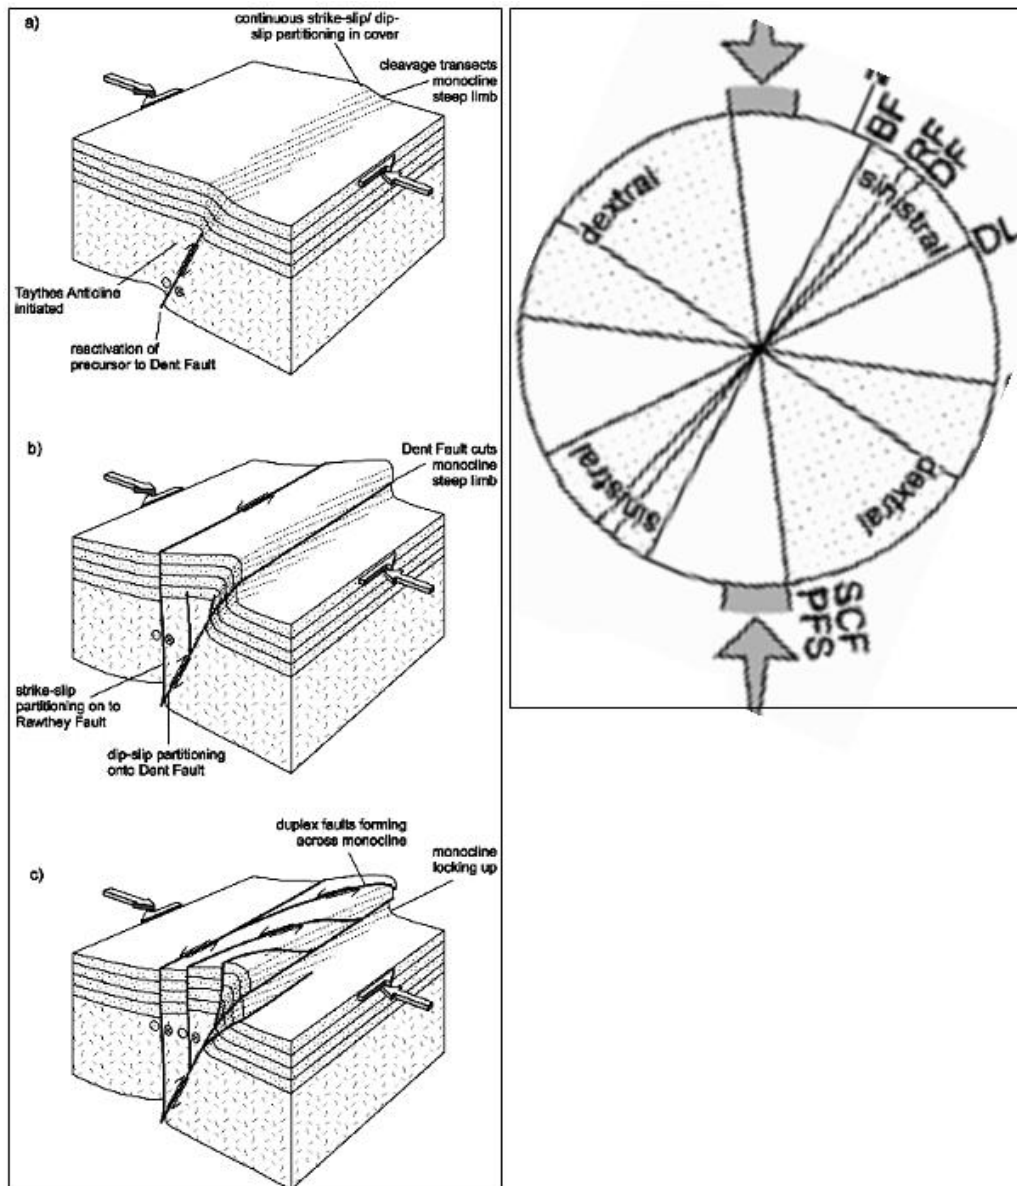 a)
continuous strike-slip/ dip-
slip partitioning in cover
cleavage transects
monocline
steep limb
Taythes Anticline
initiated
reactivation of
precursor to Dent Fault
b)
Dent Fault cuts
monocline
steep limb
strike-slip
partitioning on to
Rawthey Fault
dip-slip partitioning
onto Dent Fault
c)
duplex faults forming
across monocline
monocline
locking up
BF
RF
DF
DL
dextral
sinistral
sinistral
dextral
SCF
PFS